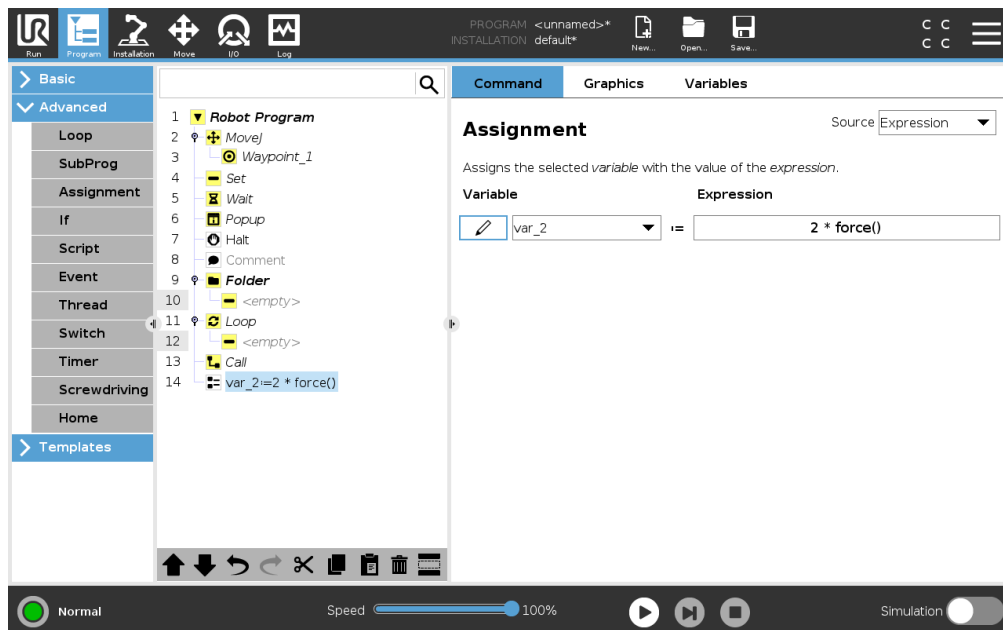 PROGRAM <unnamed>*
INSTALLATION default*
Run Program Installation Move I/O Log New... Open... Save...
C C
C C
Basic
Advanced
Loop
SubProg
Assignment
If
Script
Event
Thread
Switch
Timer
Screwdriving
Home
Templates
1 Robot Program
2 MoveJ
3 Waypoint_1
4 Set
5 Wait
6 Popup
7 Halt
8 Comment
9 Folder
10 <empty>
11 Loop
12 <empty>
13 Call
14 var_2:=2 * force()
Command Graphics Variables
Assignment
Source Expression
Assigns the selected variable with the value of the expression.
Variable Expression
var_2 := 2 * force()
Normal
Speed 100%
Simulation